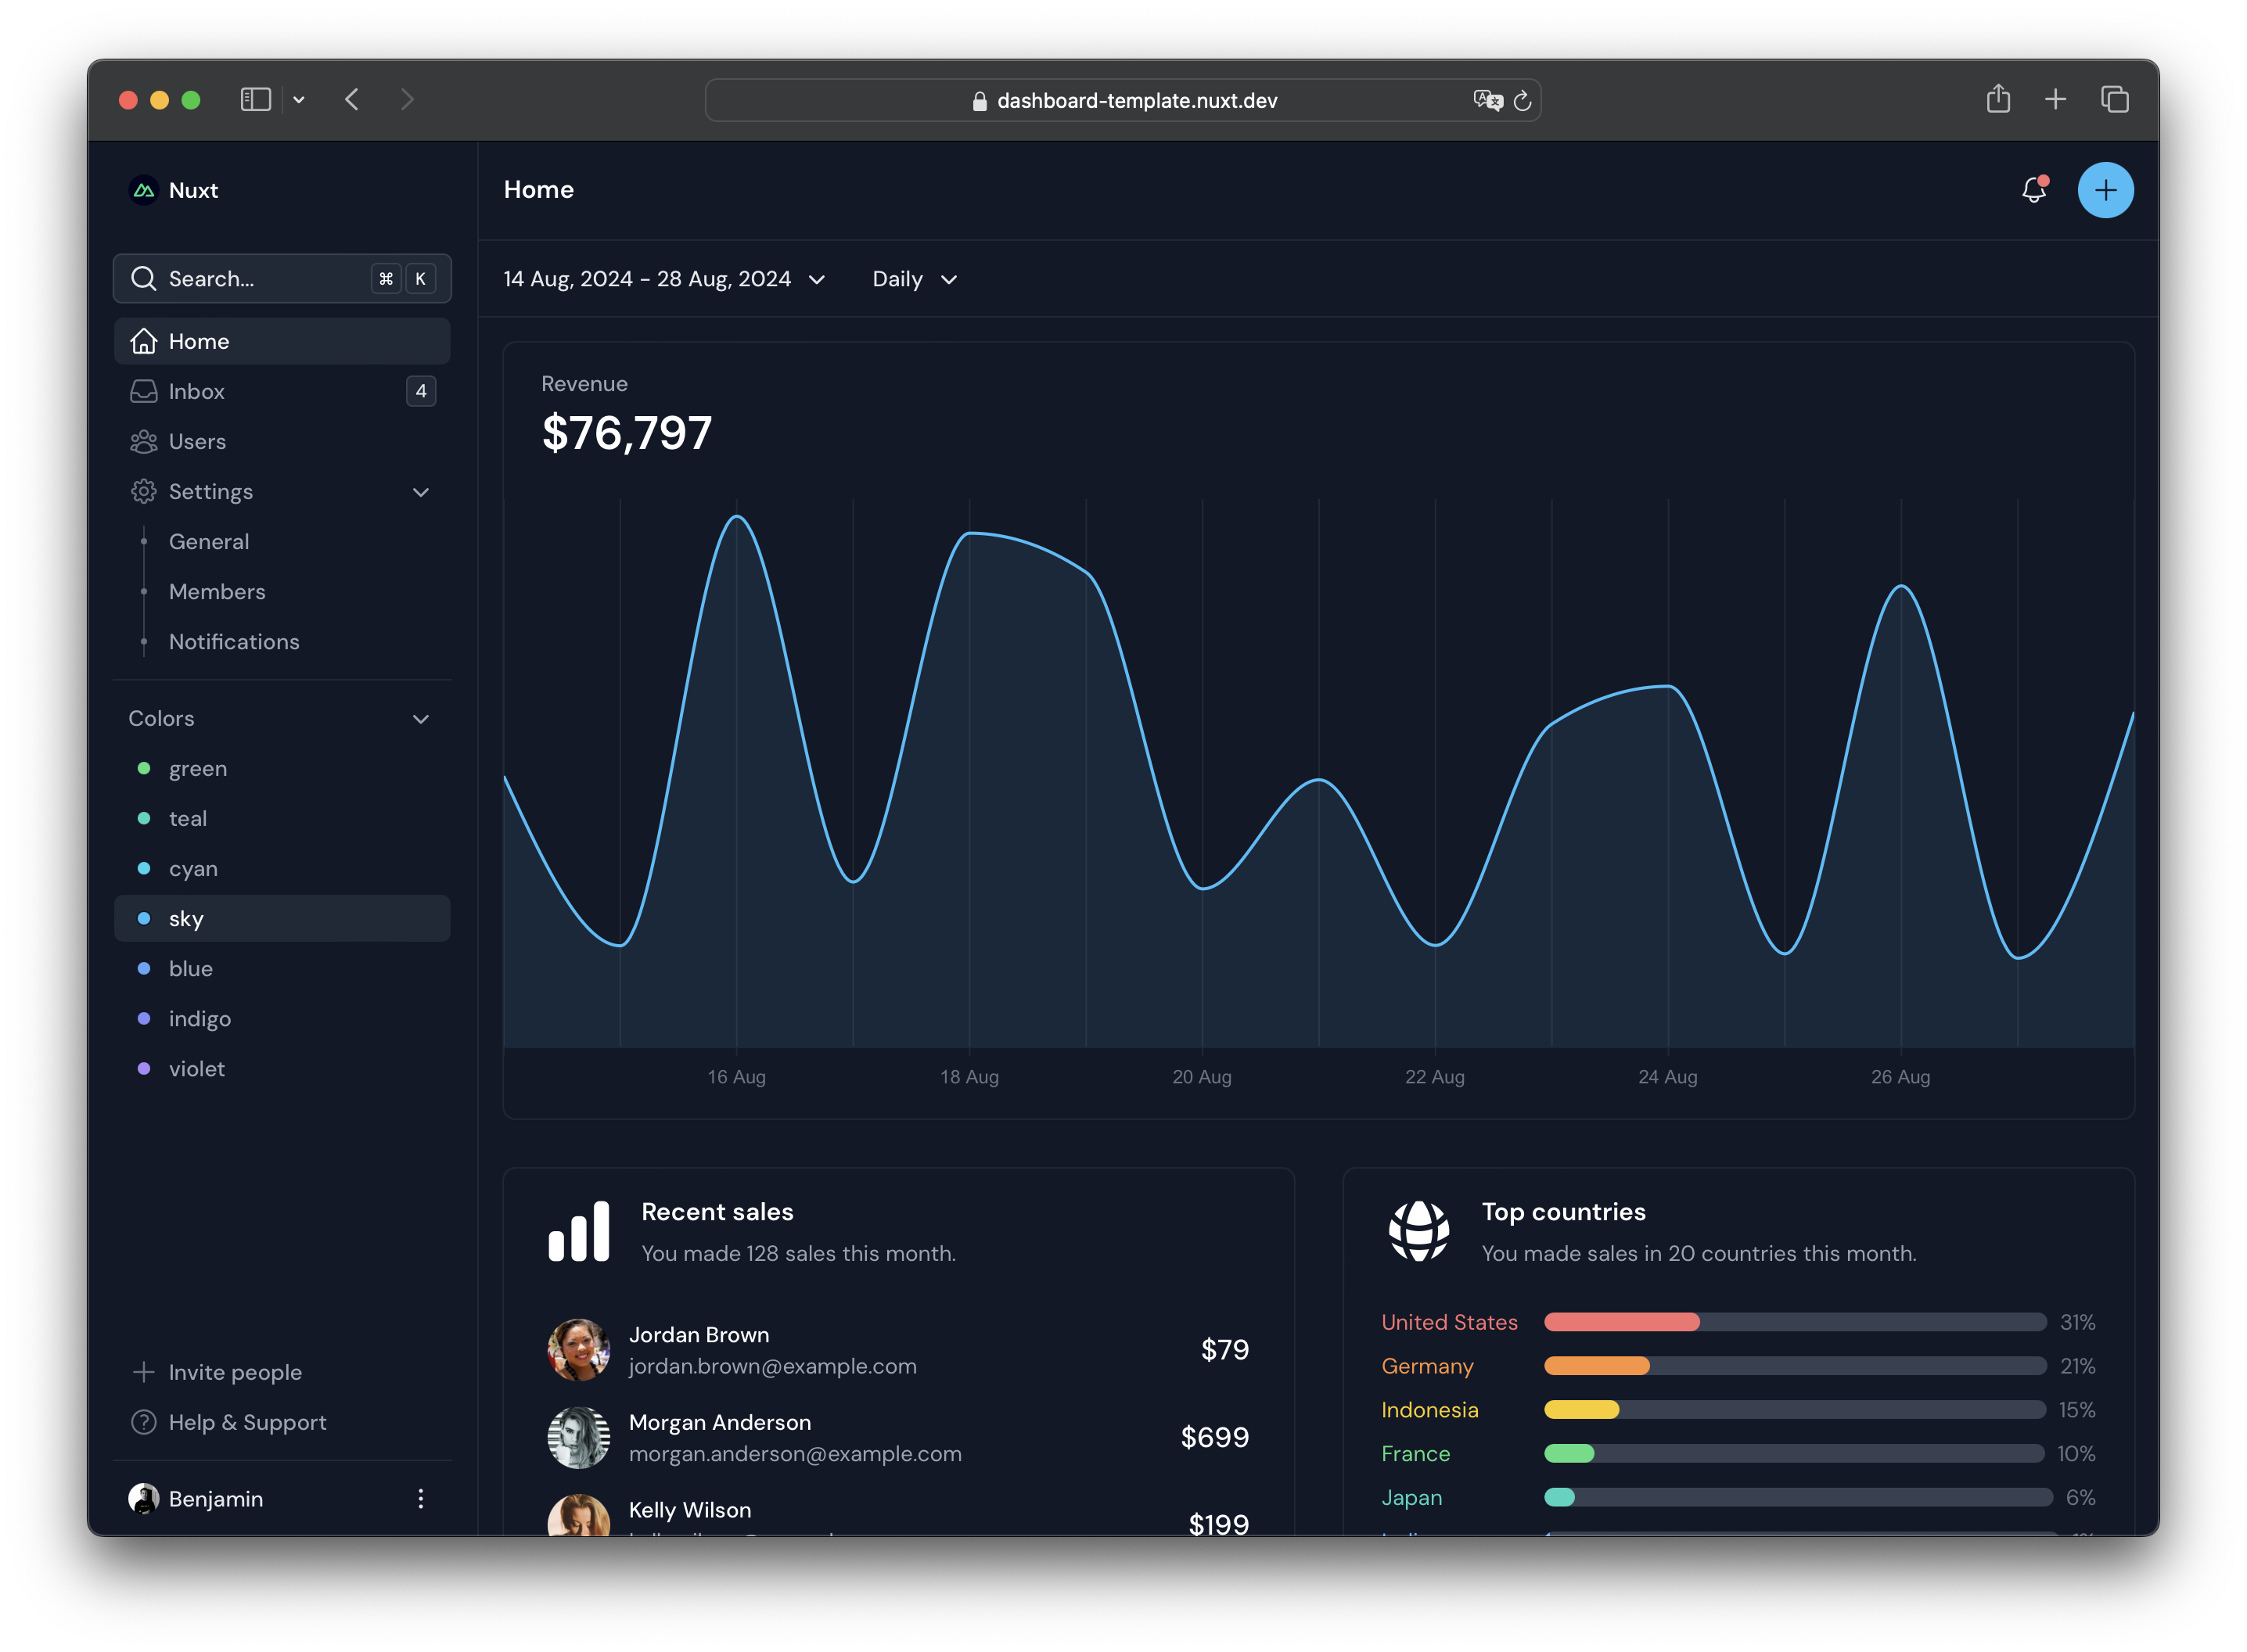 dashboard-template.nuxt.dev
Nuxt
Search...
⌘ K
Home
Inbox
4
Users
Settings
General
Members
Notifications
Colors
green
teal
cyan
sky
blue
indigo
violet
Invite people
Help & Support
Benjamin
Home
14 Aug, 2024 - 28 Aug, 2024
Daily
Revenue
$76,797
16 Aug 18 Aug 20 Aug 22 Aug 24 Aug 26 Aug
Recent sales
You made 128 sales this month.
Jordan Brown
jordan.brown@example.com
$79
Morgan Anderson
morgan.anderson@example.com
$699
Kelly Wilson
$199
Top countries
You made sales in 20 countries this month.
United States 31%
Germany 21%
Indonesia 15%
France 10%
Japan 6%